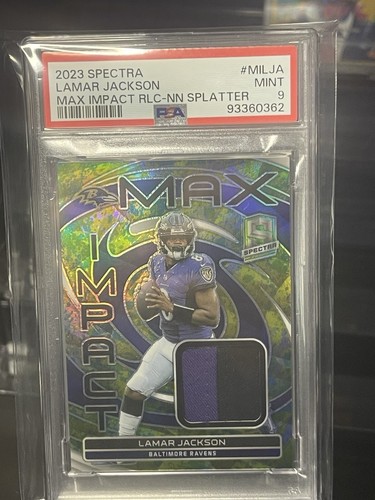 2023 SPECTRA #MILJA
LAMAR JACKSON MINT
MAX IMPACT RLC-NN SPLATTER 9
PSA 93360362
MAX
IMPACT
SPECTRA
LAMAR JACKSON
BALTIMORE RAVENS